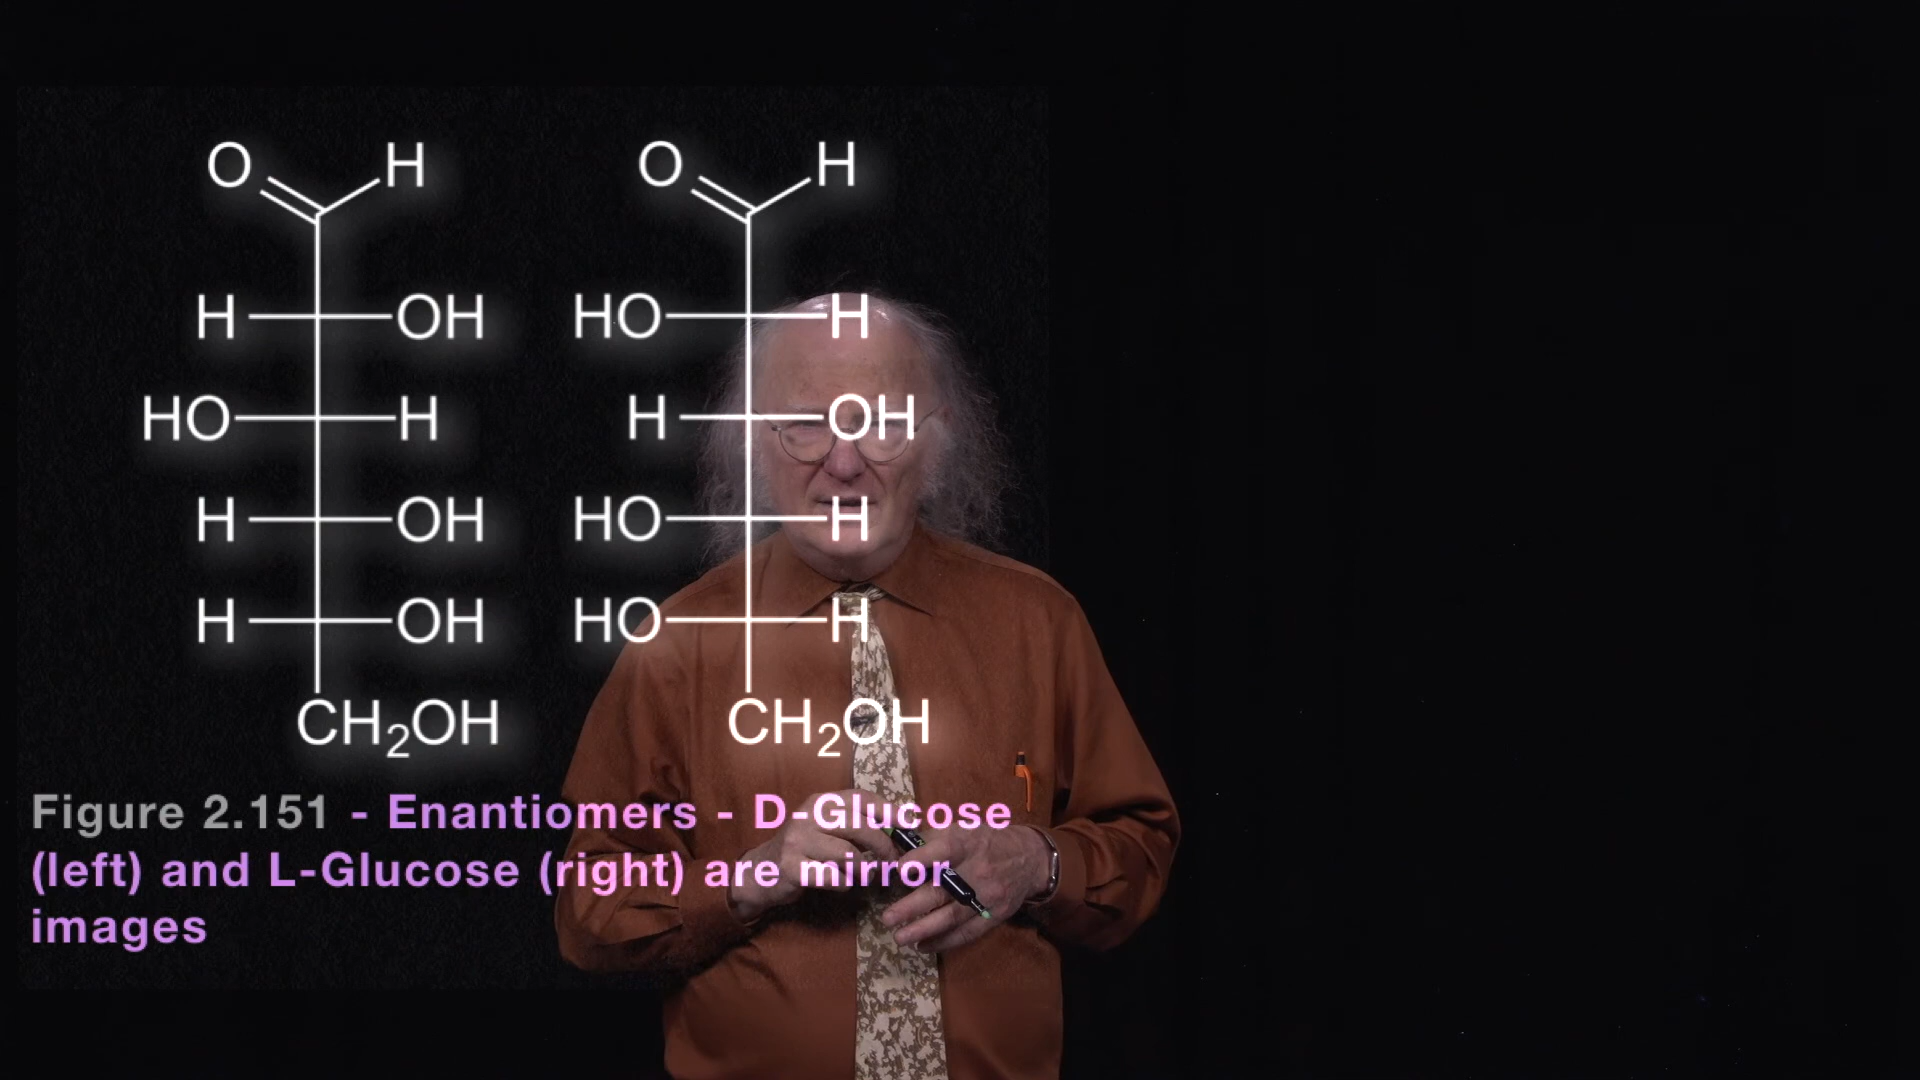 O H O H
H OH HO H
HO H H OH
H OH HO H
H OH HO H
CH₂OH CH₂OH
Figure 2.151 - Enantiomers - D-Glucose
(left) and L-Glucose (right) are mirror
images